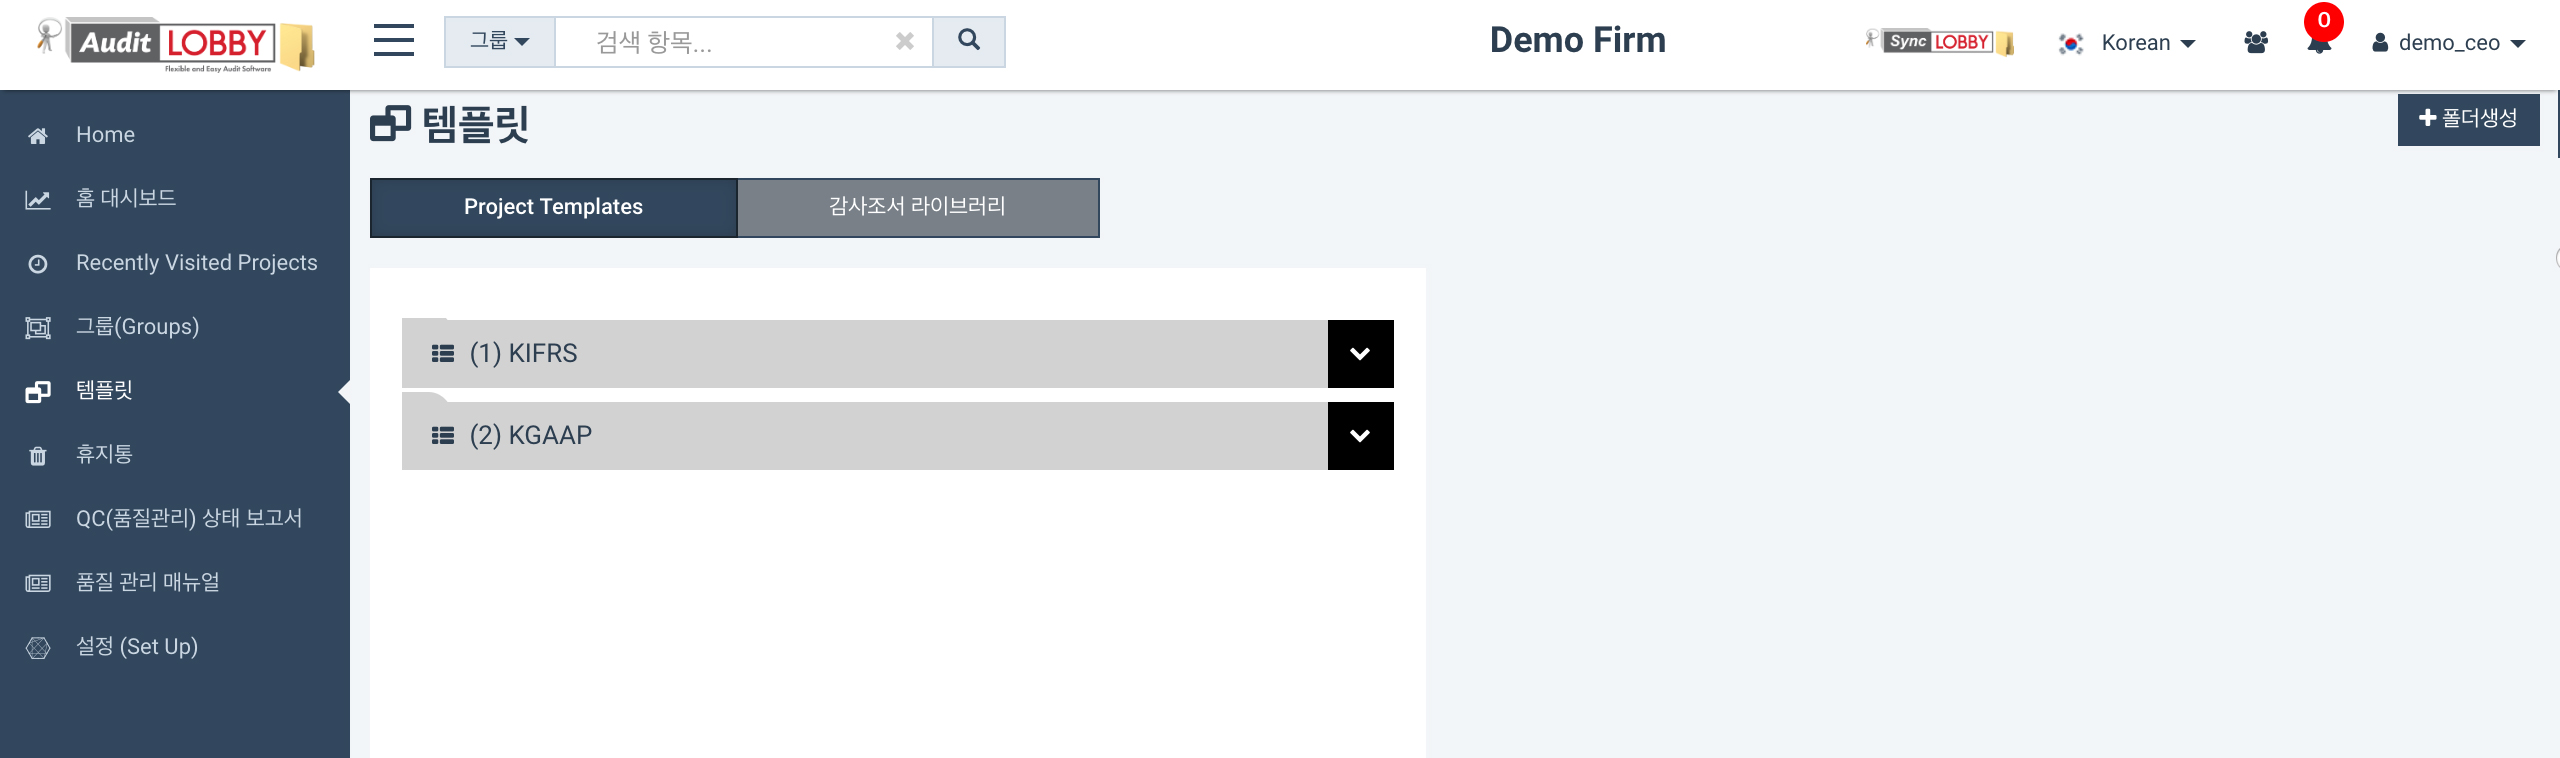 Audit LOBBY
Flexible and Easy Audit Software
그룹
검색 항목...
Demo Firm
Sync LOBBY
Korean
0
demo_ceo
Home
홈 대시보드
Recently Visited Projects
그룹(Groups)
템플릿
휴지통
QC(품질관리) 상태 보고서
품질 관리 매뉴얼
설정 (Set Up)
템플릿
폴더생성
Project Templates
감사조서 라이브러리
(1) KIFRS
(2) KGAAP